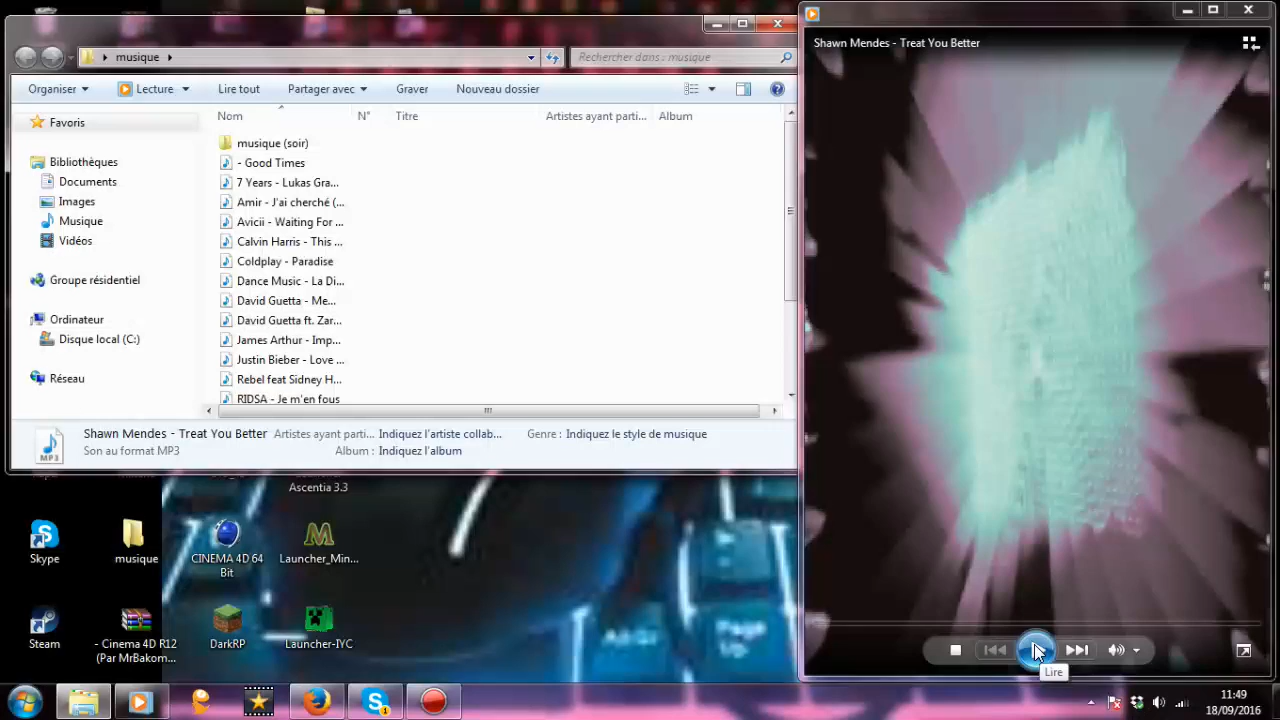 musique
Rechercher dans : musique
Organiser Lecture Lire tout Partager avec Graver Nouveau dossier
Nom N° Titre Artistes ayant parti... Album
Favoris
Bibliothèques
Documents
Images
Musique
Vidéos
Groupe résidentiel
Ordinateur
Disque local (C:)
Réseau
musique (soir)
- Good Times
7 Years - Lukas Gra...
Amir - J'ai cherché (...
Avicii - Waiting For ...
Calvin Harris - This ...
Coldplay - Paradise
Dance Music - La Di...
David Guetta - Me...
David Guetta ft. Zar...
James Arthur - Imp...
Justin Bieber - Love ...
Rebel feat Sidney H...
RIDSA - Je m'en fous
Shawn Mendes - Treat You Better Artistes ayant parti... Indiquez l'artiste collab... Genre : Indiquez le style de musique
Son au format MP3 Album : Indiquez l'album
MP3
Ascentia 3.3
Skype
musique
CINEMA 4D 64
Bit
Launcher_Min...
Steam
- Cinema 4D R12
(Par MrBakom...
DarkRP
Launcher-IYC
Shawn Mendes - Treat You Better
Lire
11:49
18/09/2016